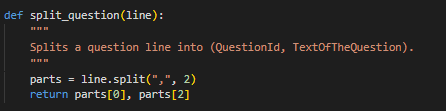 def split_question(line):
    """
    Splits a question line into (QuestionId, TextOfTheQuestion).
    """
    parts = line.split(",", 2)
    return parts[0], parts[2]